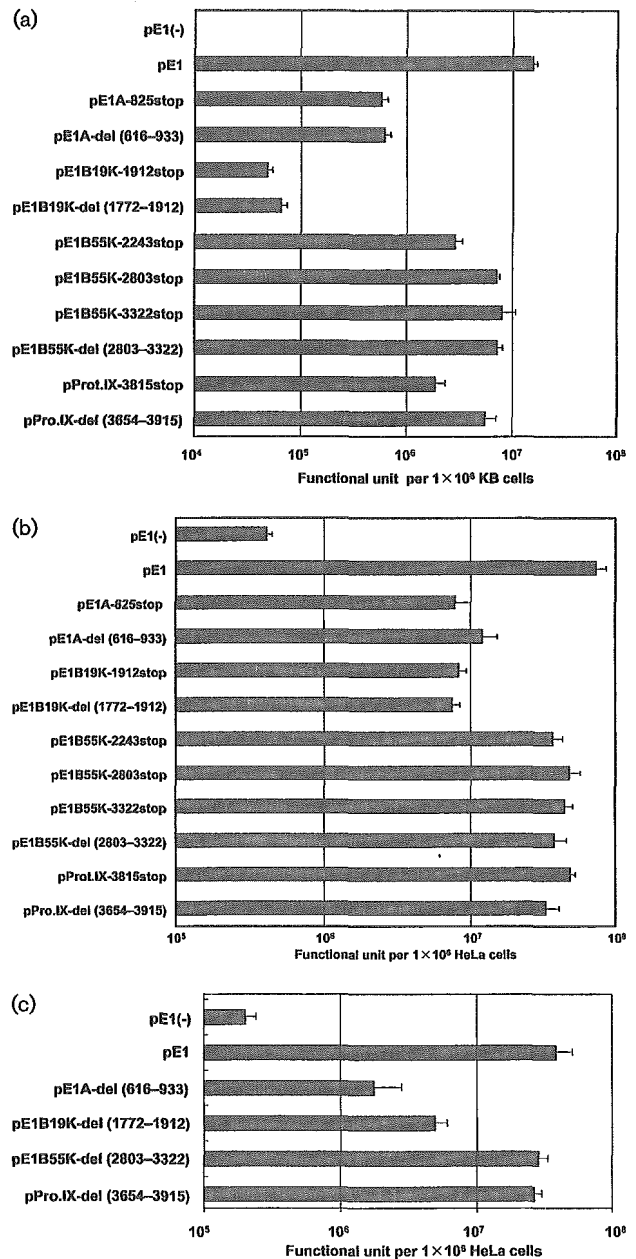 (a)
pE1(-)
pE1
pE1A-825stop
pE1A-del (616–933)
pE1B19K-1912stop
pE1B19K-del (1772–1912)
pE1B55K-2243stop
pE1B55K-2803stop
pE1B55K-3322stop
pE1B55K-del (2803–3322)
pProt.IX-3815stop
pPro.IX-del (3654–3915)
10⁴ 10⁵ 10⁶ 10⁷ 10⁸
Functional unit per 1×10⁶ KB cells
(b)
pE1(-)
pE1
pE1A-825stop
pE1A-del (616–933)
pE1B19K-1912stop
pE1B19K-del (1772–1912)
pE1B55K-2243stop
pE1B55K-2803stop
pE1B55K-3322stop
pE1B55K-del (2803–3322)
pProt.IX-3815stop
pPro.IX-del (3654–3915)
10⁵ 10⁶ 10⁷ 10⁸
Functional unit per 1×10⁶ HeLa cells
(c)
pE1(-)
pE1
pE1A-del (616–933)
pE1B19K-del (1772–1912)
pE1B55K-del (2803–3322)
pPro.IX-del (3654–3915)
10⁵ 10⁶ 10⁷ 10⁸
Functional unit per 1×10⁶ HeLa cells